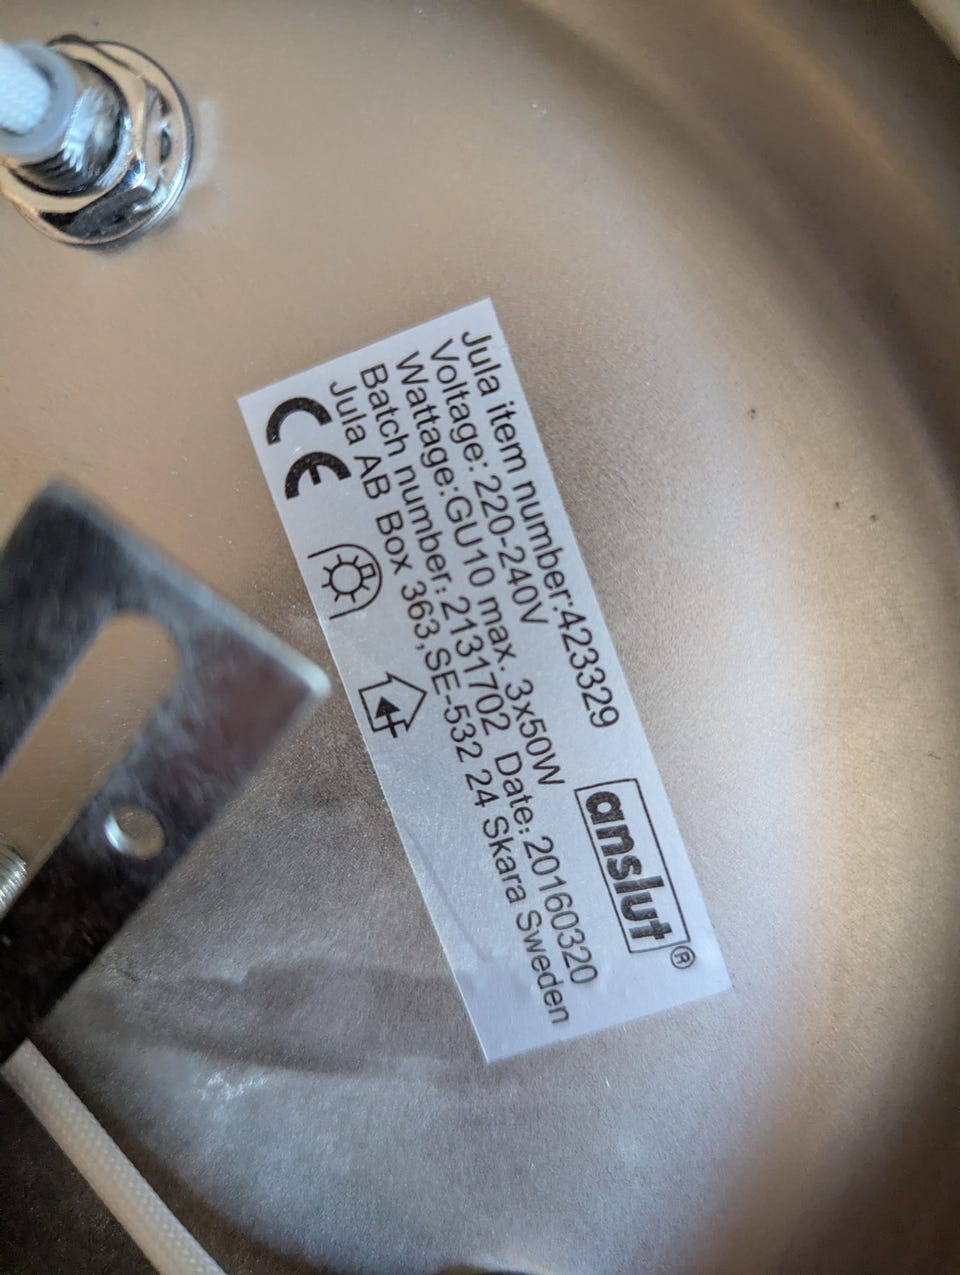 Jula item number:423329
Voltage: 220-240V
Wattage:GU10 max. 3x50W
Batch number: 2131702 Date: 20160320
Jula AB Box 363,SE-532 24 Skara Sweden
CE
anslut®